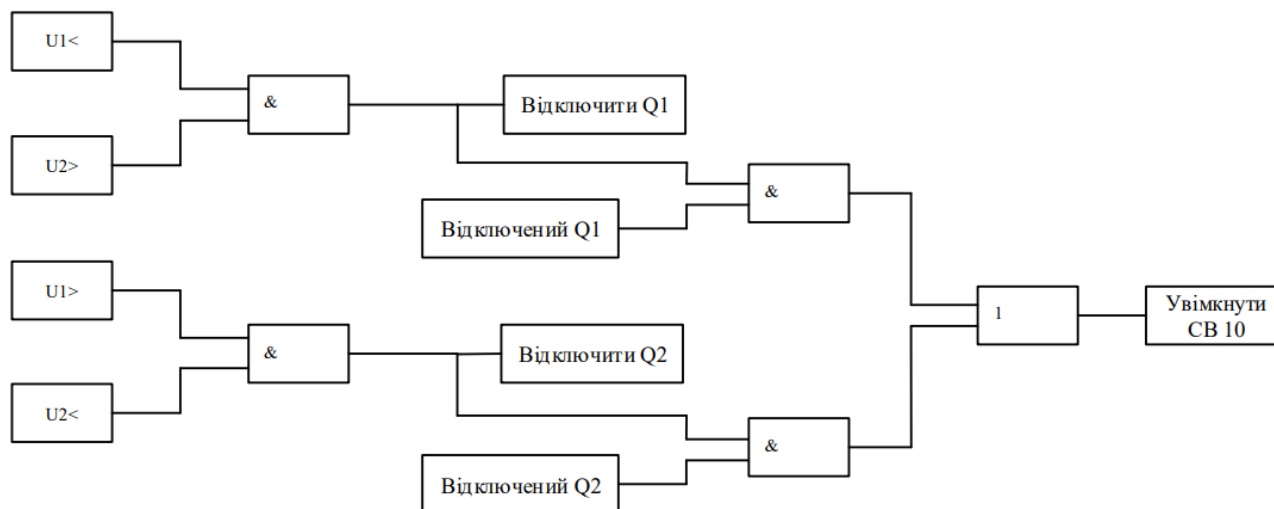 U1<
&
Відключити Q1
U2>
&
Відключений Q1
U1>
1
Увімкнути
СВ 10
&
Відключити Q2
U2<
&
Відключений Q2